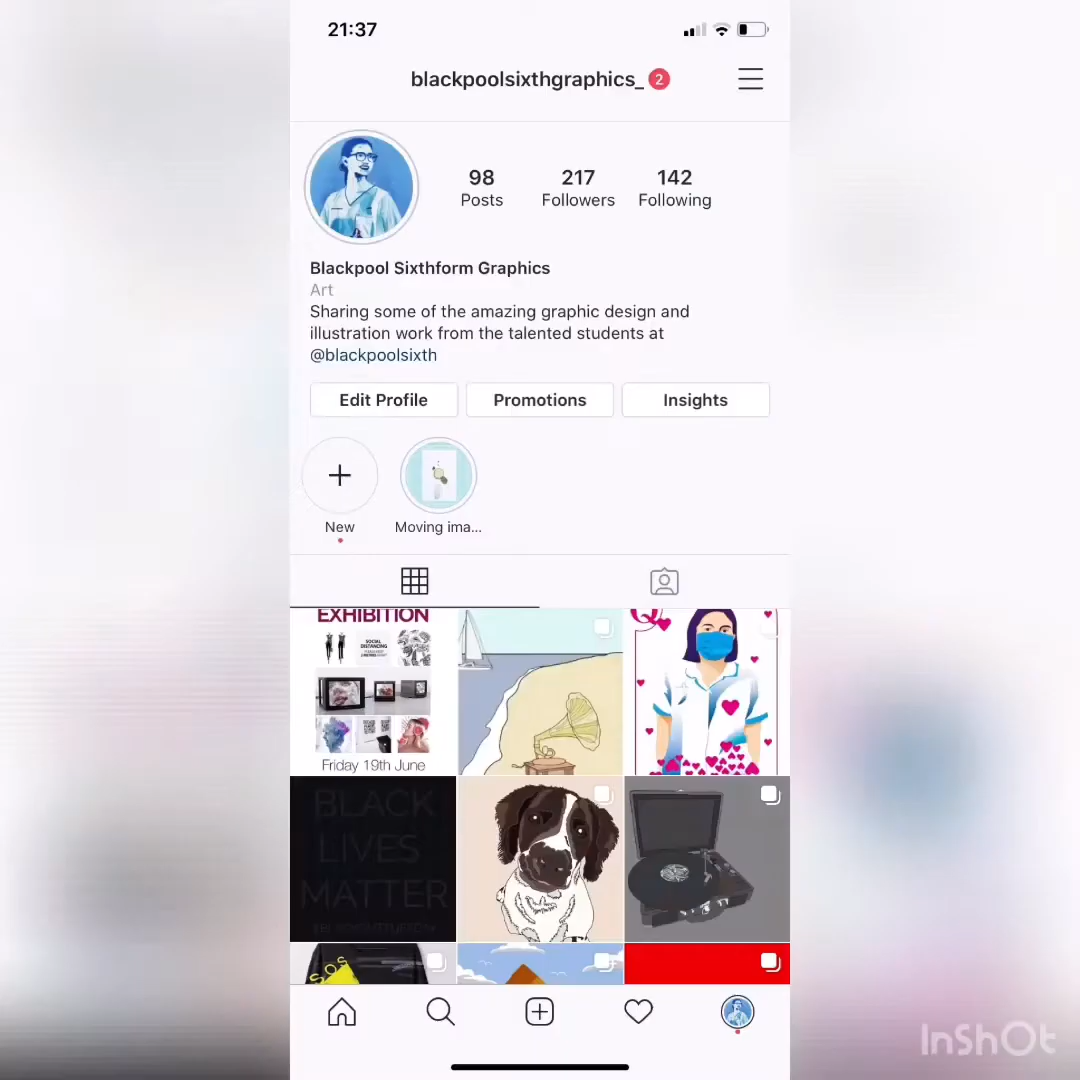 21:37
blackpoolsixthgraphics_ 2
98 217 142
Posts Followers Following
Blackpool Sixthform Graphics
Art
Sharing some of the amazing graphic design and
illustration work from the talented students at
@blackpoolsixth
Edit Profile Promotions Insights
New Moving ima...
EXHIBITION
SOCIAL
DISTANCING
Friday 19th June
Q
BLACK
LIVES
MATTER
S.O.S
InShOt